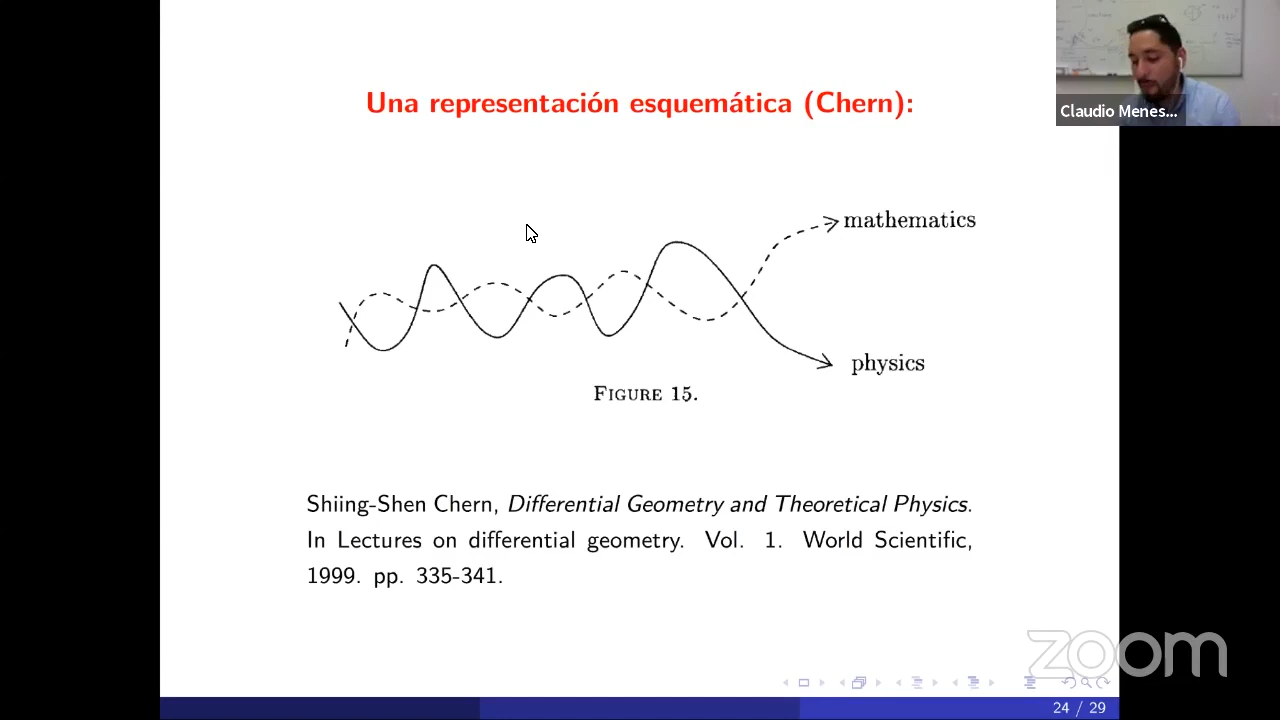 Una representación esquemática (Chern):
Claudio Menes...
mathematics
physics
FIGURE 15.
Shiing-Shen Chern, Differential Geometry and Theoretical Physics.
In Lectures on differential geometry. Vol. 1. World Scientific,
1999. pp. 335-341.
zoom
24 / 29